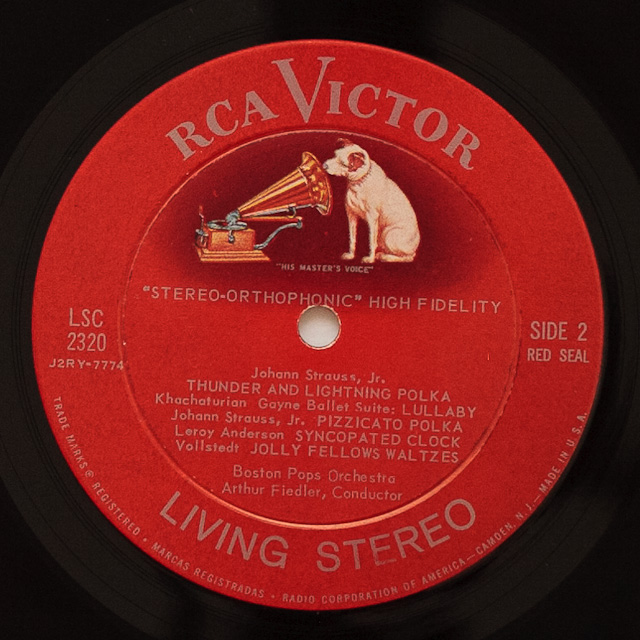 RCA VICTOR
"HIS MASTER'S VOICE"
"STEREO-ORTHOPHONIC" HIGH FIDELITY
LSC
2320
J2RY-7774
SIDE 2
RED SEAL
Johann Strauss, Jr.
THUNDER AND LIGHTNING POLKA
Khachaturian Gayne Ballet Suite: LULLABY
Johann Strauss, Jr. PIZZICATO POLKA
Leroy Anderson SYNCOPATED CLOCK
Vollstedt JOLLY FELLOWS WALTZES
Boston Pops Orchestra
Arthur Fiedler, Conductor
LIVING STEREO
TRADE MARKS ® REGISTERED • MARCAS REGISTRADAS • RADIO CORPORATION OF AMERICA—CAMDEN, N. J.—MADE IN U.S.A.